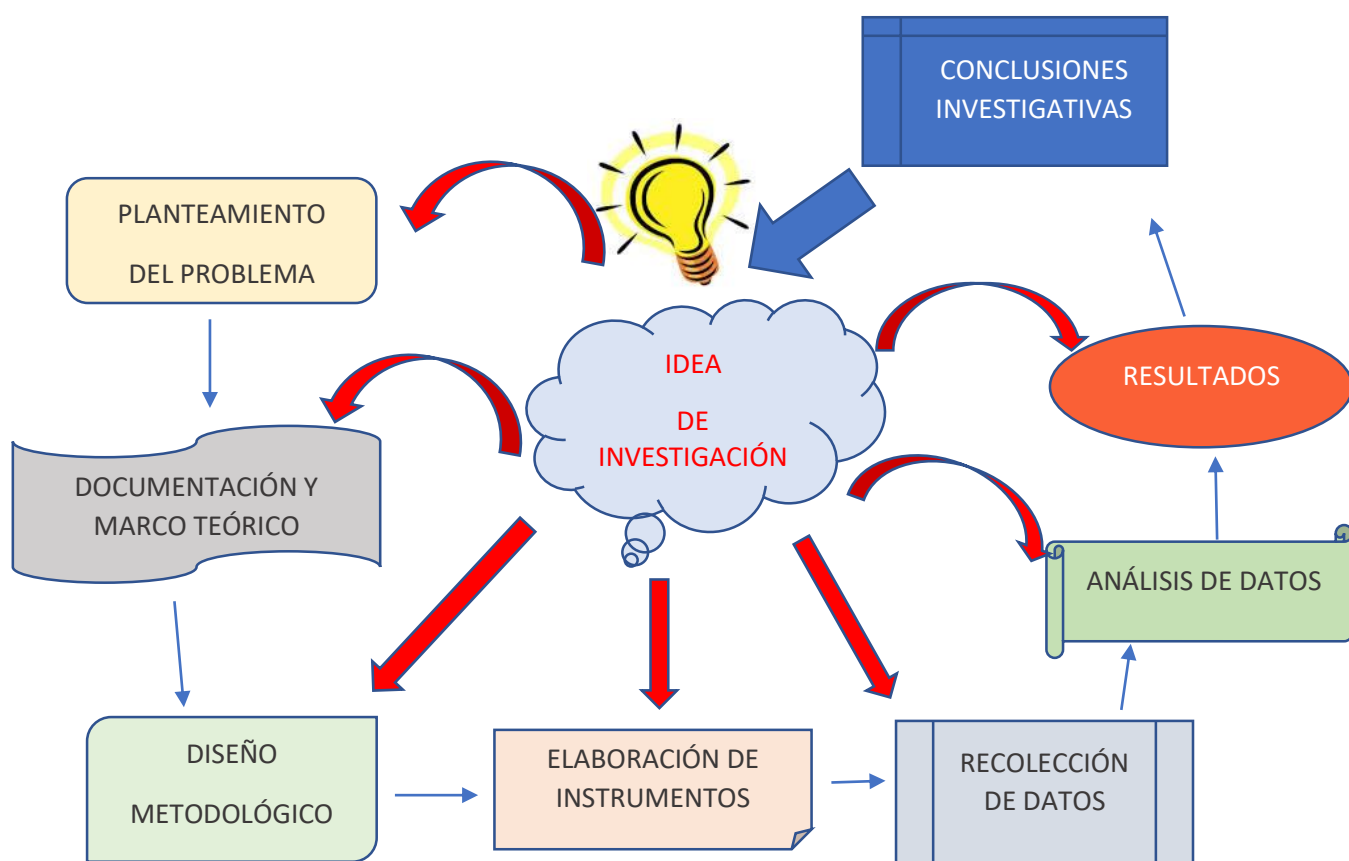 CONCLUSIONES
INVESTIGATIVAS
PLANTEAMIENTO
DEL PROBLEMA
IDEA
DE
INVESTIGACIÓN
RESULTADOS
DOCUMENTACIÓN Y
MARCO TEÓRICO
ANÁLISIS DE DATOS
DISEÑO
METODOLÓGICO
ELABORACIÓN DE
INSTRUMENTOS
RECOLECCIÓN
DE DATOS